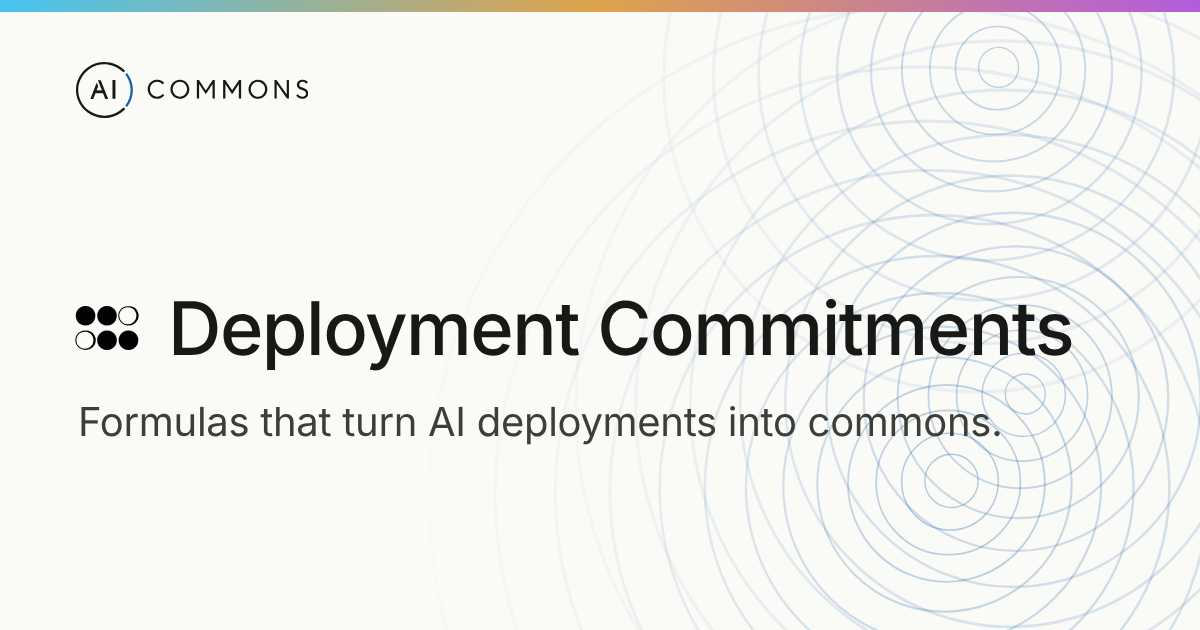 AI COMMONS
Deployment Commitments
Formulas that turn AI deployments into commons.